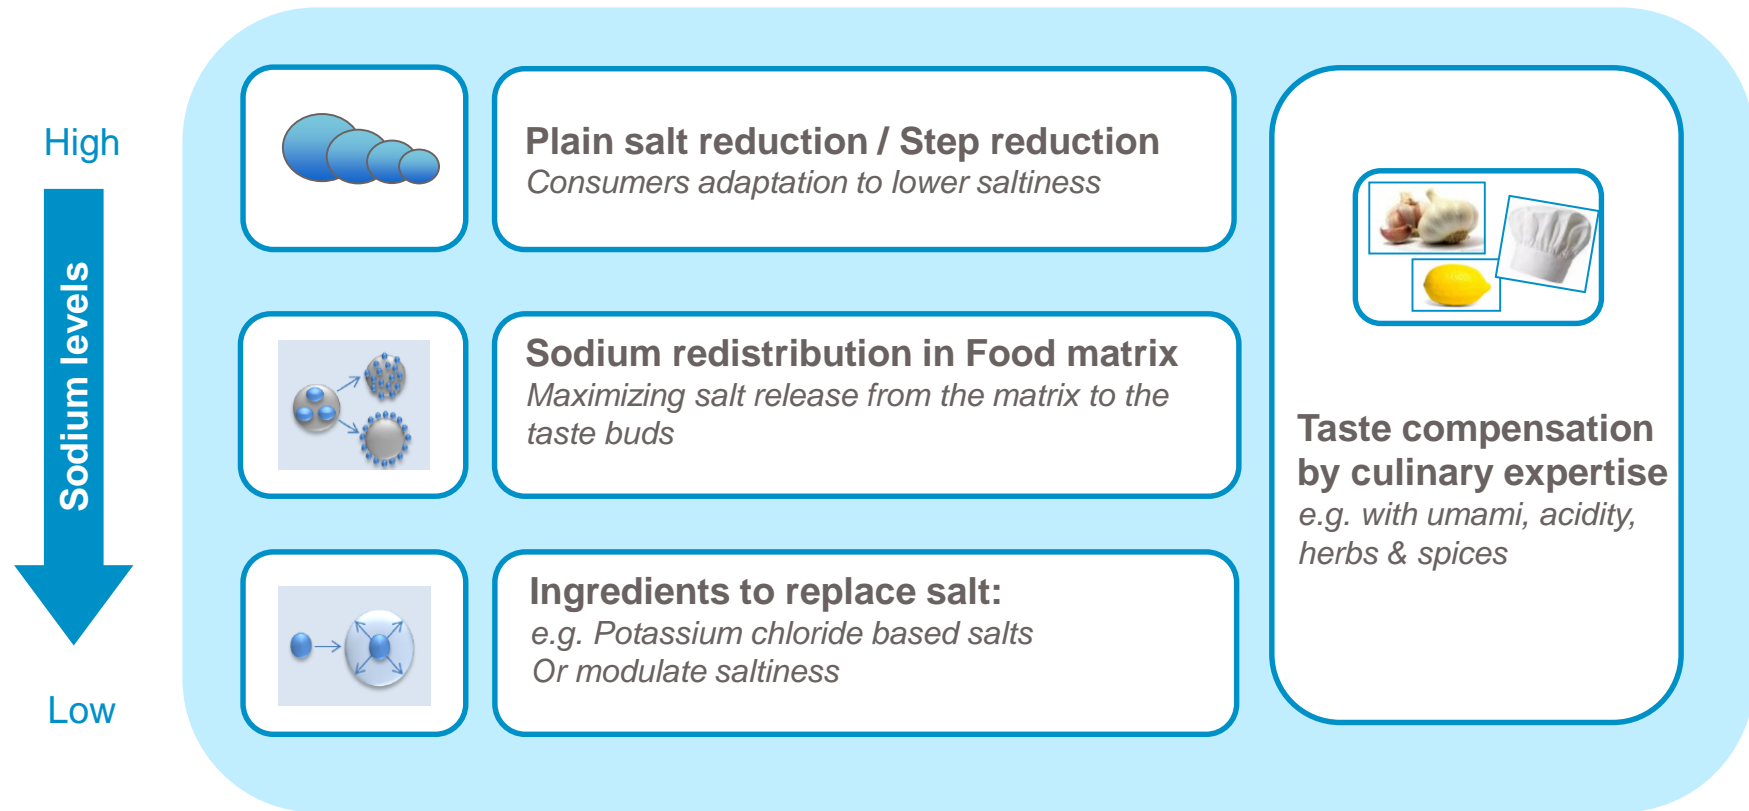 High
Sodium levels
Low
Plain salt reduction / Step reduction
Consumers adaptation to lower saltiness
Sodium redistribution in Food matrix
Maximizing salt release from the matrix to the
taste buds
Ingredients to replace salt:
e.g. Potassium chloride based salts
Or modulate saltiness
Taste compensation
by culinary expertise
e.g. with umami, acidity,
herbs & spices